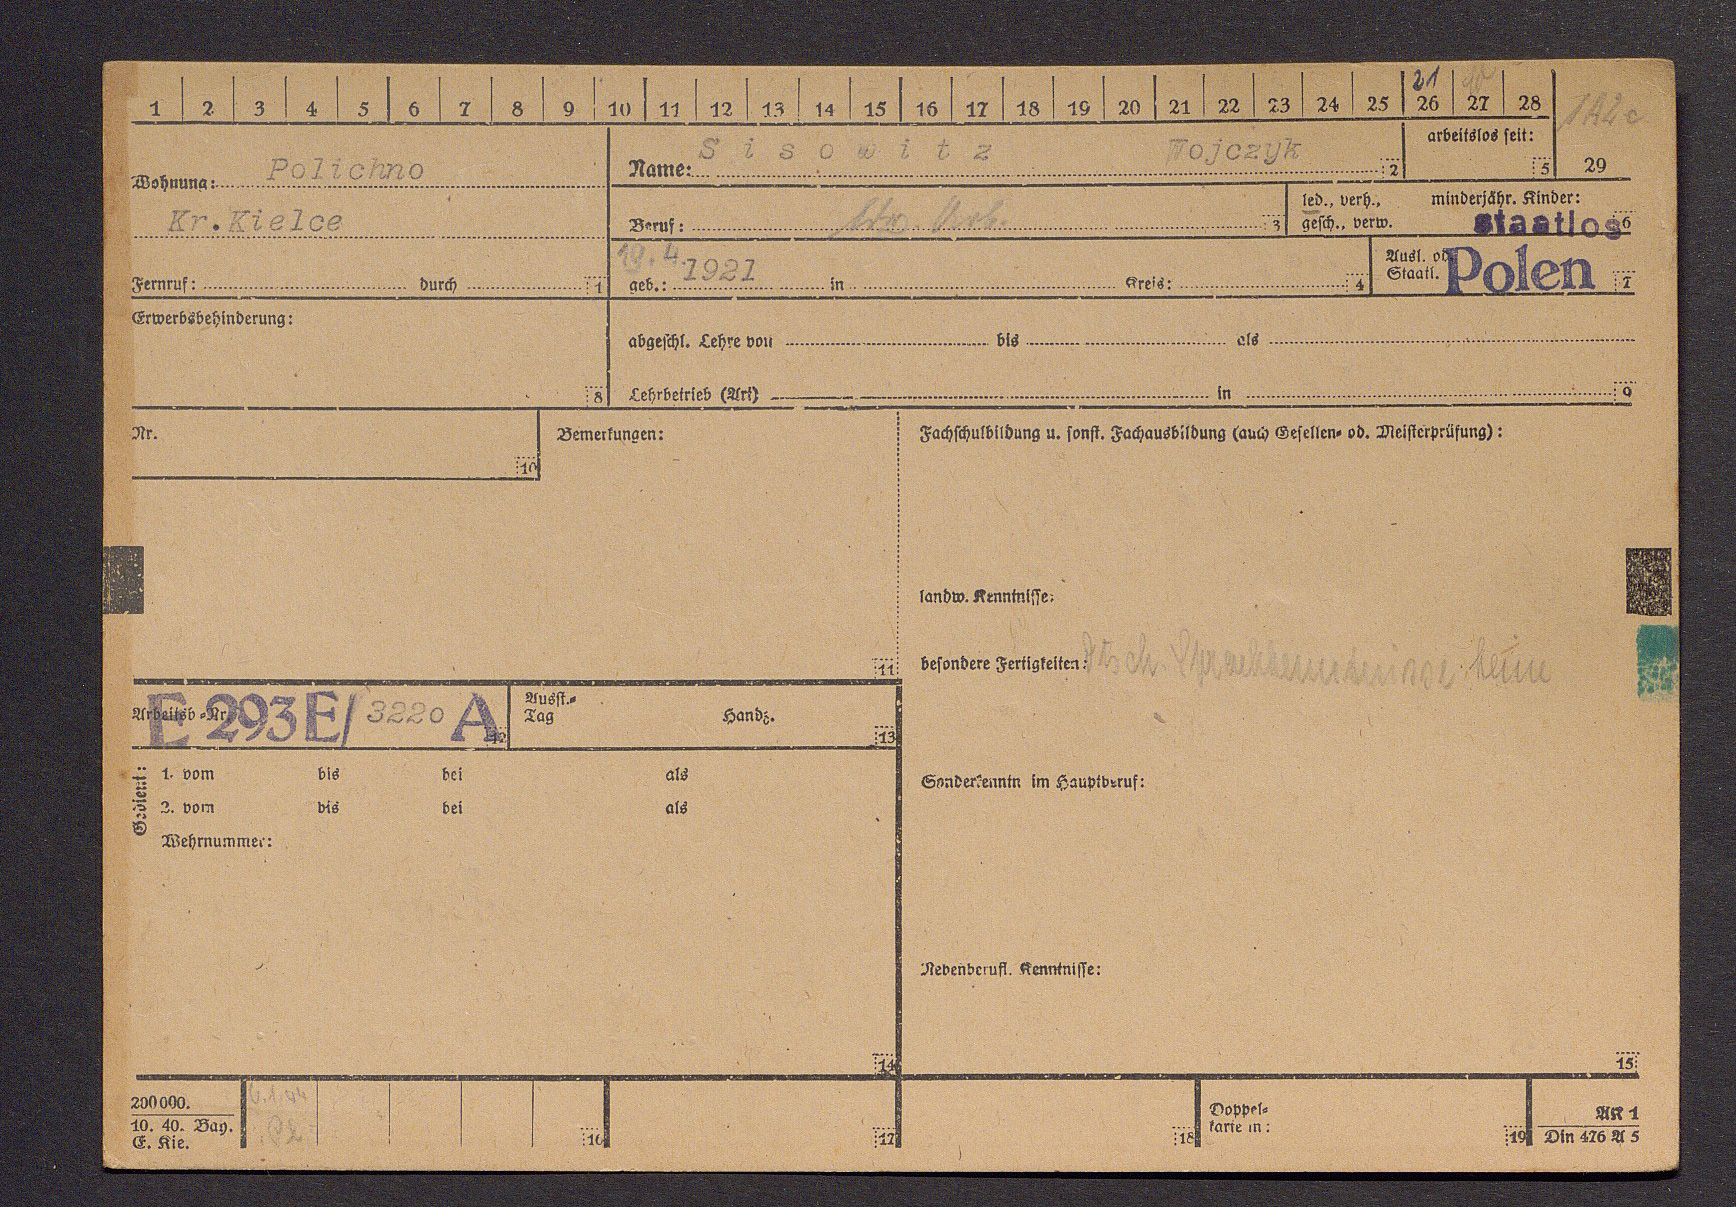 1 2 3 4 5 6 7 8 9 10 11 12 13 14 15 16 17 18 19 20 21 22 23 24 25 26 27 28
21
29
Wohnung: Polichno
Kr.Kielce
Fernruf: durch 1
Name: Sisowitz Wojczyk 2
arbeitslos seit: 5
Beruf: 3
led., verh.,
gesch., verw.
minderjähr. Kinder:
staatlos 6
19.4.1921
geb.: in Kreis: 4
Ausl. od.
Staatl. Polen 7
Erwerbsbehinderung:
8
abgeschl. Lehre von bis als
Lehrbetrieb (Art) in 9
Nr.
10
Bemerkungen:
11
Fachschulbildung u. sonst. Fachausbildung (auch Gesellen- od. Meisterprüfung):
landw. Kenntnisse:
besondere Fertigkeiten: Dtsch. Sprachkenntnisse keine
Arbeitsb.-Nr. E 293E/3220 A 12
Ausst.-
Tag Handz. 13
Gedient:
1. vom bis bei als
2. vom bis bei als
Wehrnummer:
14
Sonderkenntn im Hauptberuf:
Nebenberufl. Kenntnisse:
15
200000.
10. 40. Bay.
E. Kie.
16
17
18
Doppel-
karte in:
19
AK 1
Din 476 A 5